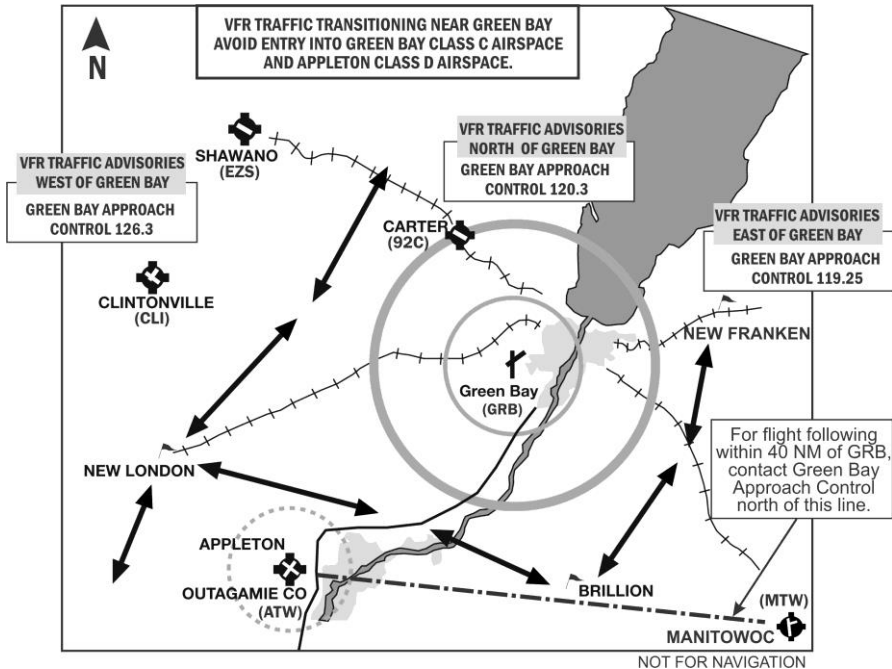 VFR TRAFFIC TRANSITIONING NEAR GREEN BAY
AVOID ENTRY INTO GREEN BAY CLASS C AIRSPACE
AND APPLETON CLASS D AIRSPACE.
N
SHAWANO
(EZS)
VFR TRAFFIC ADVISORIES
NORTH OF GREEN BAY
GREEN BAY APPROACH
CONTROL 120.3
VFR TRAFFIC ADVISORIES
WEST OF GREEN BAY
GREEN BAY APPROACH
CONTROL 126.3
CARTER
(92C)
VFR TRAFFIC ADVISORIES
EAST OF GREEN BAY
GREEN BAY APPROACH
CONTROL 119.25
CLINTONVILLE
(CLI)
NEW FRANKEN
Green Bay
(GRB)
NEW LONDON
For flight following
within 40 NM of GRB,
contact Green Bay
Approach Control
north of this line.
APPLETON
OUTAGAMIE CO
(ATW)
BRILLION
(MTW)
MANITOWOC
NOT FOR NAVIGATION